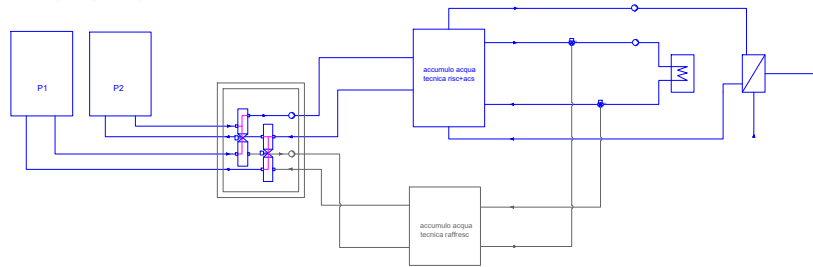 P1
P2
accumulo acqua
tecnica risc+acs
accumulo acqua
tecnica raffresc